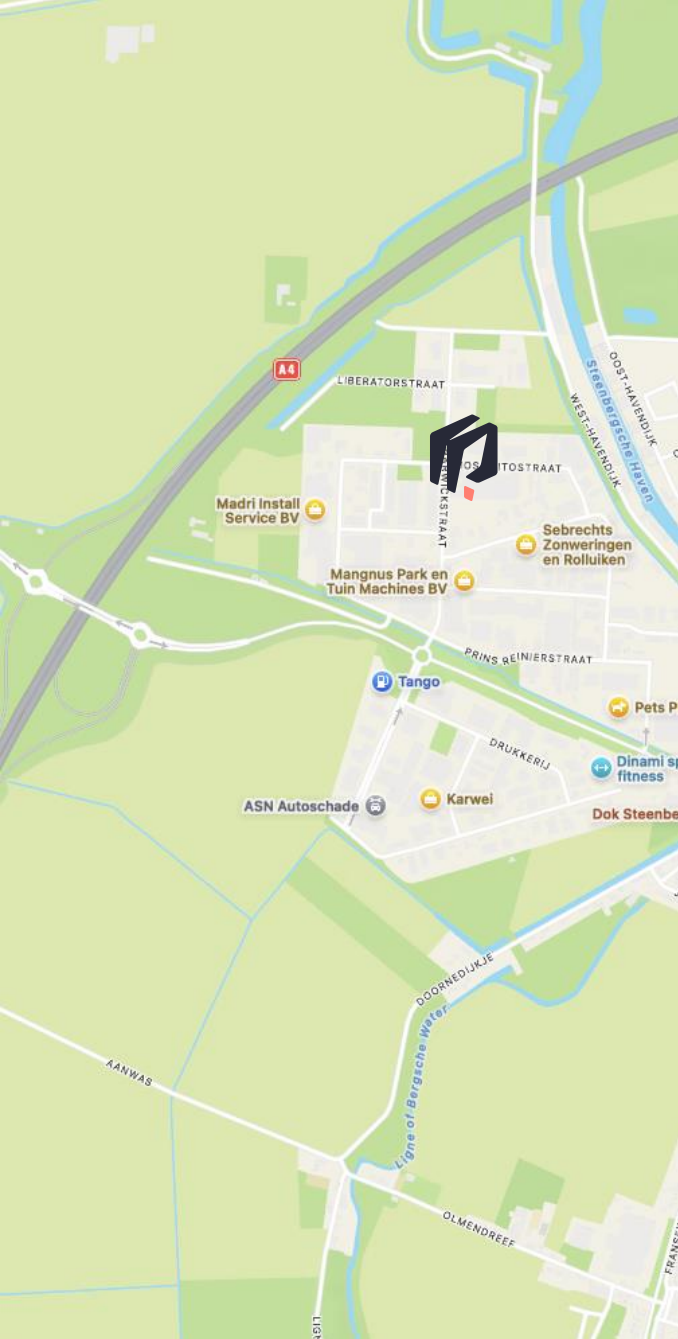 A4
LIBERATORSTRAAT
OOST-HAVENDIJK
Steenbergsche Haven
WEST-HAVENDIJK
Madri Install
Service BV
Sebrechts
Zonweringen
en Rolluiken
Mangnus Park en
Tuin Machines BV
PRINS REINIERSTRAAT
Tango
Pets P
DRUKKERIJ
Dinami sp
fitness
ASN Autoschade
Karwei
Dok Steenbe
DOORNEDIJKJE
Ligne of Bergsche Water
AANWAS
OLMENDREEF